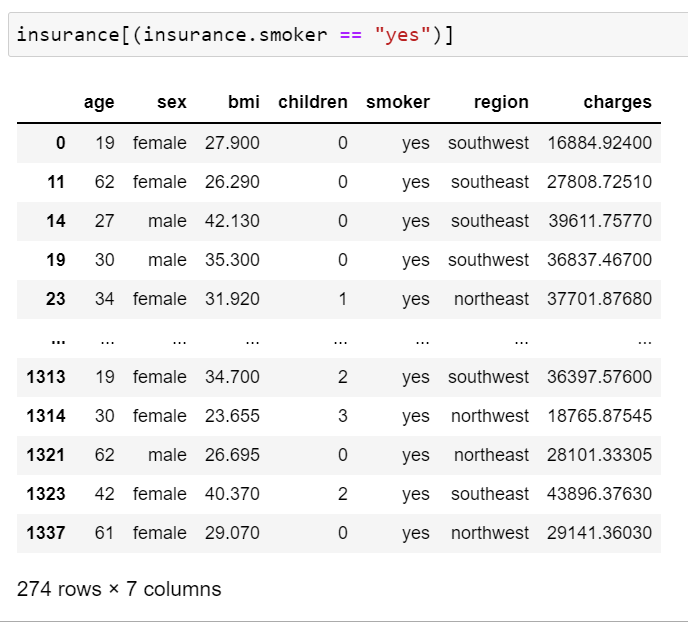 insurance[(insurance.smoker == "yes")]
age sex bmi children smoker region charges
0 19 female 27.900 0 yes southwest 16884.92400
11 62 female 26.290 0 yes southeast 27808.72510
14 27 male 42.130 0 yes southeast 39611.75770
19 30 male 35.300 0 yes southwest 36837.46700
23 34 female 31.920 1 yes northeast 37701.87680
... ... ... ... ... ... ... ...
1313 19 female 34.700 2 yes southwest 36397.57600
1314 30 female 23.655 3 yes northwest 18765.87545
1321 62 male 26.695 0 yes northeast 28101.33305
1323 42 female 40.370 2 yes southeast 43896.37630
1337 61 female 29.070 0 yes northwest 29141.36030
274 rows × 7 columns